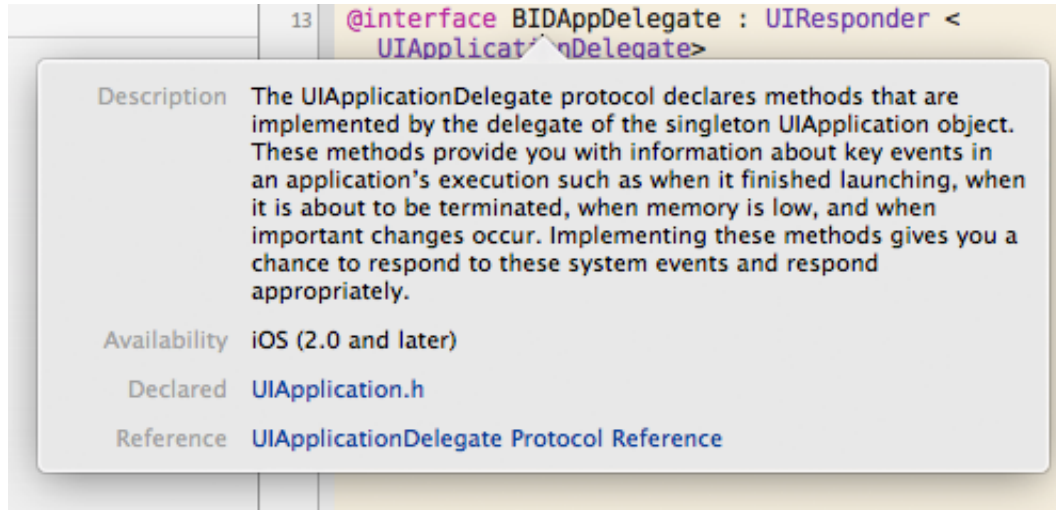 13 @interface BIDAppDelegate : UIResponder <
UIApplicationDelegate>
Description The UIApplicationDelegate protocol declares methods that are
implemented by the delegate of the singleton UIApplication object.
These methods provide you with information about key events in
an application’s execution such as when it finished launching, when
it is about to be terminated, when memory is low, and when
important changes occur. Implementing these methods gives you a
chance to respond to these system events and respond
appropriately.
Availability iOS (2.0 and later)
Declared UIApplication.h
Reference UIApplicationDelegate Protocol Reference